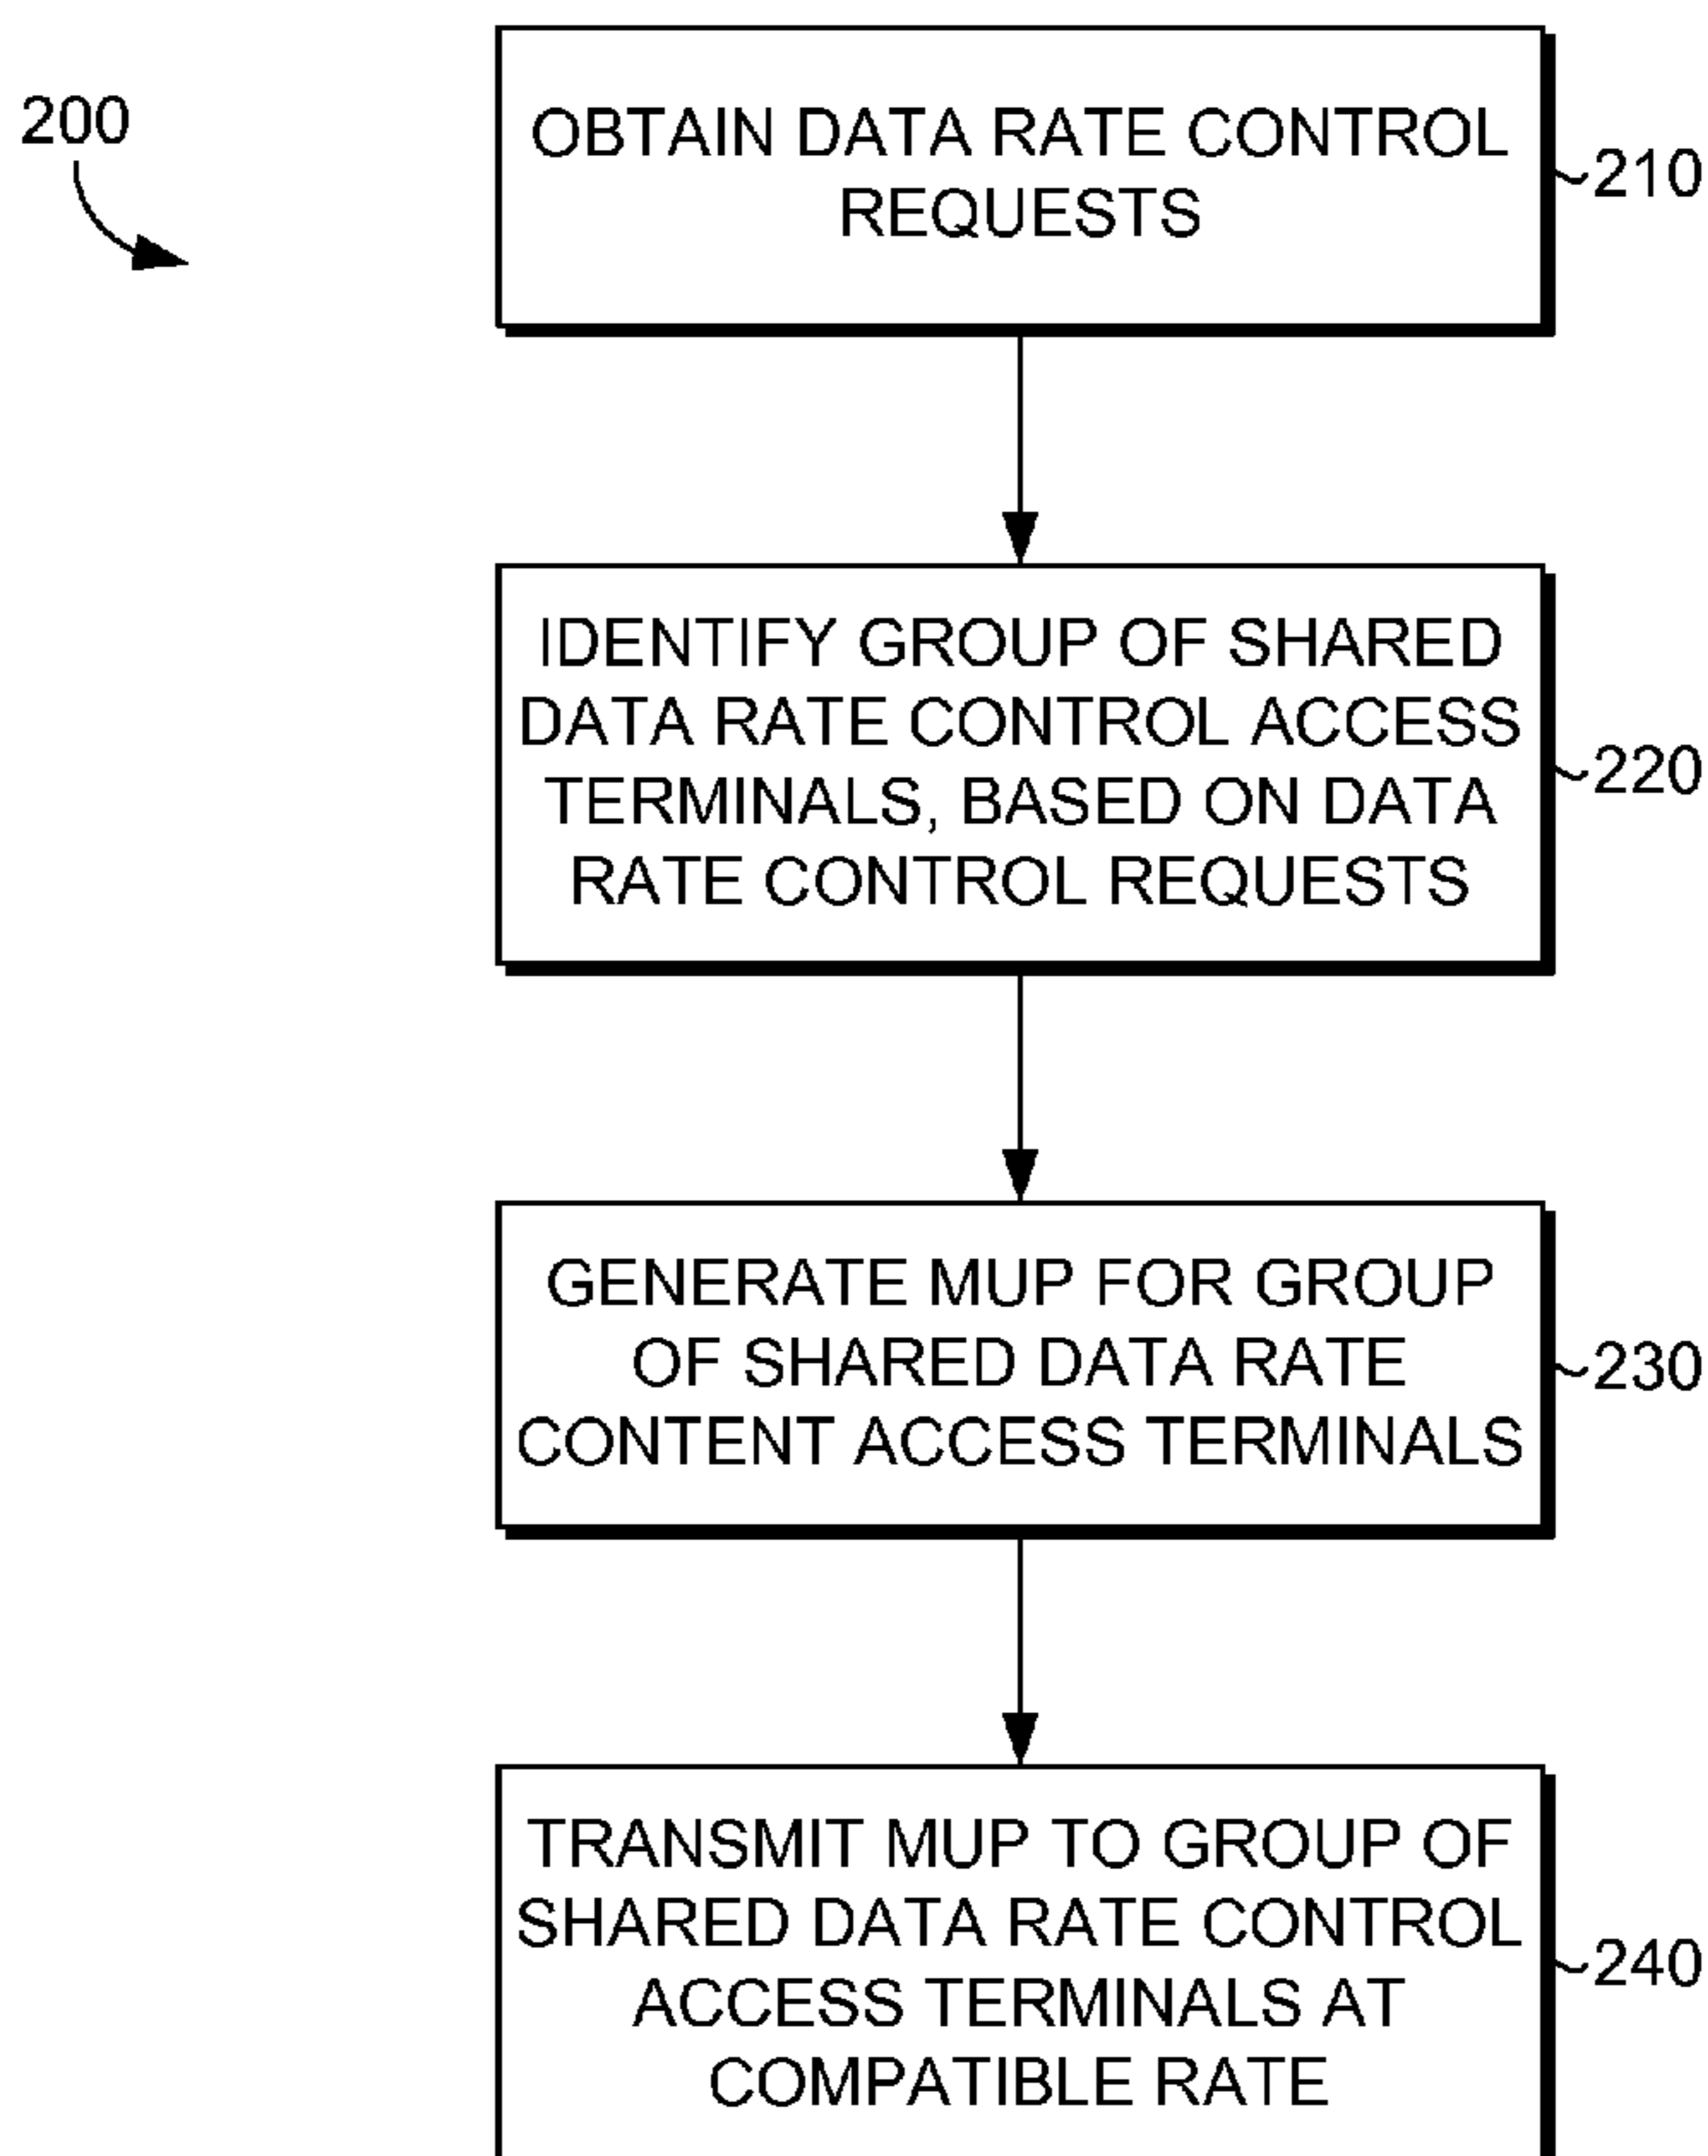 200
OBTAIN DATA RATE CONTROL
REQUESTS
210
IDENTIFY GROUP OF SHARED
DATA RATE CONTROL ACCESS
TERMINALS, BASED ON DATA
RATE CONTROL REQUESTS
220
GENERATE MUP FOR GROUP
OF SHARED DATA RATE
CONTENT ACCESS TERMINALS
230
TRANSMIT MUP TO GROUP OF
SHARED DATA RATE CONTROL
ACCESS TERMINALS AT
COMPATIBLE RATE
240